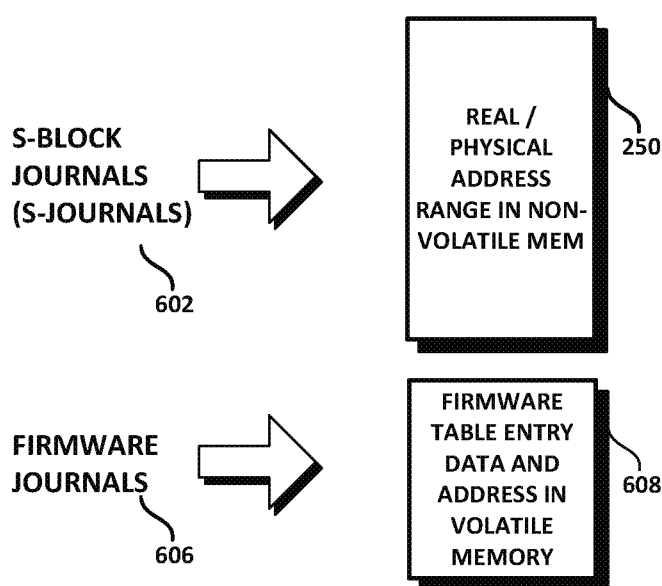 S-BLOCK
JOURNALS
(S-JOURNALS)
602
REAL /
PHYSICAL
ADDRESS
RANGE IN NON-
VOLATILE MEM
250
FIRMWARE
JOURNALS
606
FIRMWARE
TABLE ENTRY
DATA AND
ADDRESS IN
VOLATILE
MEMORY
608